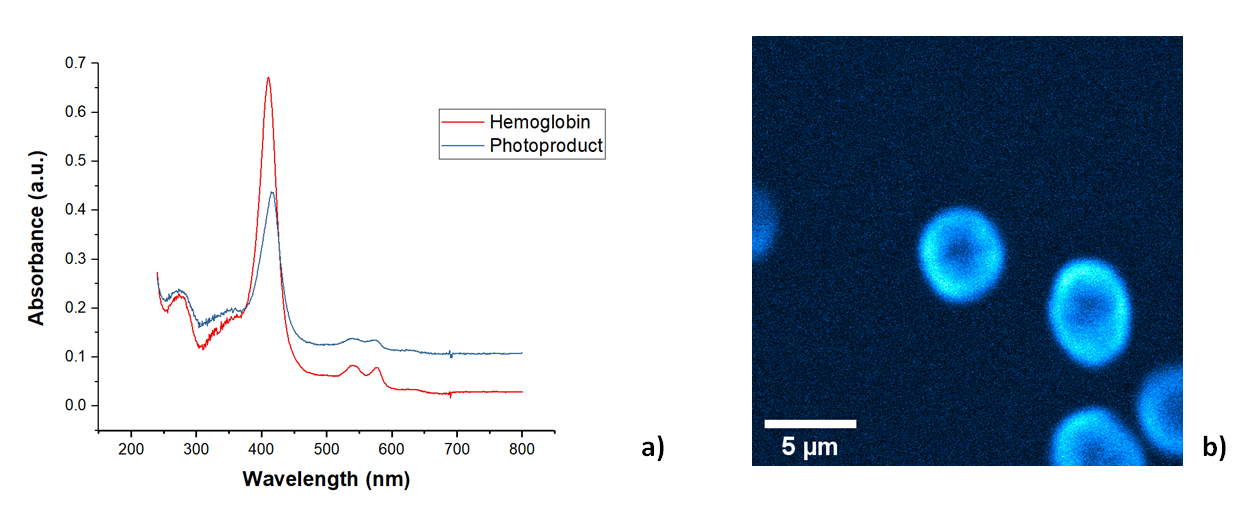 Absorbance (a.u.)
0.7
0.6
0.5
0.4
0.3
0.2
0.1
0.0
200 300 400 500 600 700 800
Wavelength (nm)
Hemoglobin
Photoproduct
a)
5 µm
b)